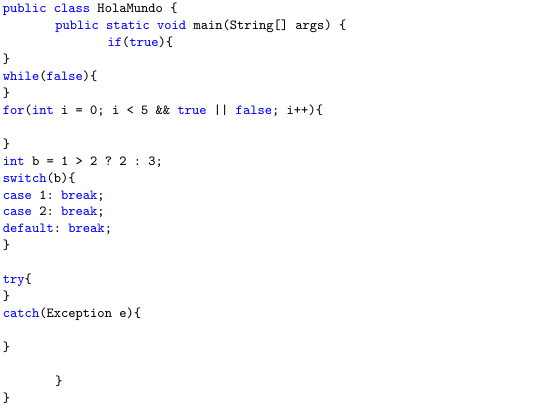 public class HolaMundo {
public static void main(String[] args) {
if(true){
}
while(false){
}
for(int i = 0; i < 5 && true || false; i++){
}
int b = 1 > 2 ? 2 : 3;
switch(b){
case 1: break;
case 2: break;
default: break;
}
try{
}
catch(Exception e){
}
}
}